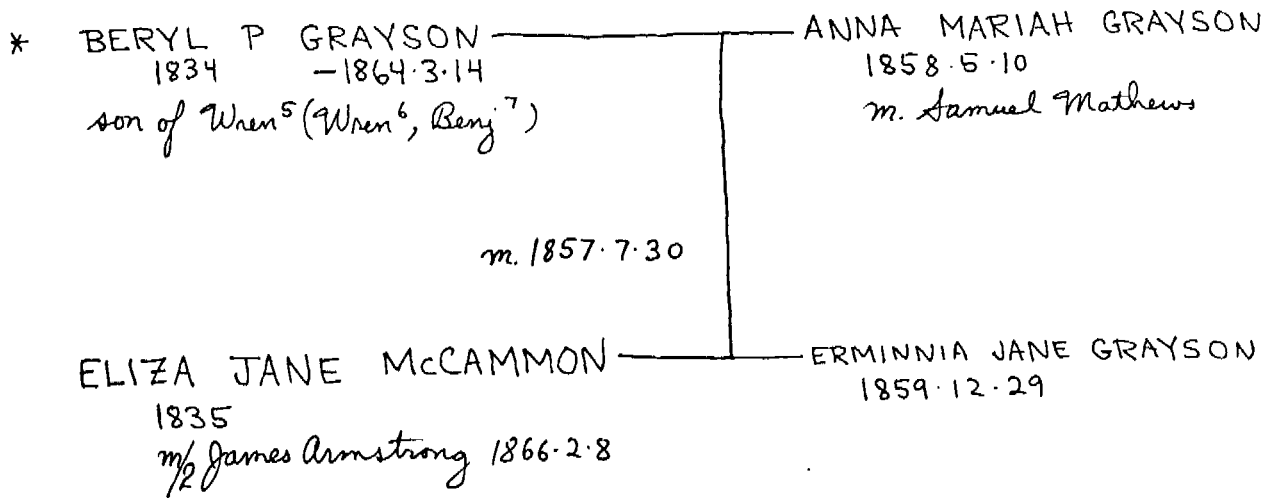 * BERYL P GRAYSON
1834 -1864.3.14
son of Wren⁵ (Wren⁶, Benj⁷)
ANNA MARIAH GRAYSON
1858.5.10
m. Samuel Mathews
m. 1857.7.30
ELIZA JANE McCAMMON
1835
m/2 James Armstrong 1866.2.8
ERMINNIA JANE GRAYSON
1859.12.29